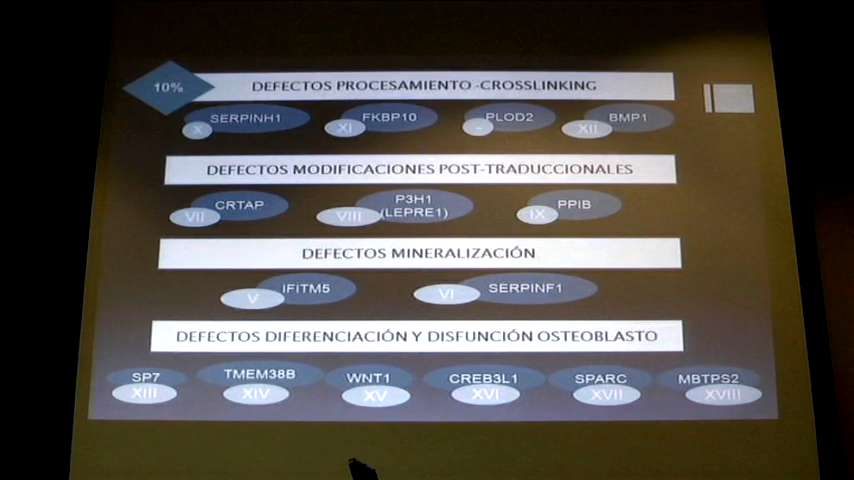 10%
DEFECTOS PROCESAMIENTO -CROSSLINKING
SERPINH1 FKBP10 PLOD2 BMP1
X XI - XII
DEFECTOS MODIFICACIONES POST-TRADUCCIONALES
CRTAP P3H1 (LEPRE1) PPIB
VII VIII IX
DEFECTOS MINERALIZACIÓN
IFITM5 SERPINF1
V VI
DEFECTOS DIFERENCIACIÓN Y DISFUNCIÓN OSTEOBLASTO
SP7 TMEM38B WNT1 CREB3L1 SPARC MBTPS2
XIII XIV XV XVI XVII XVIII